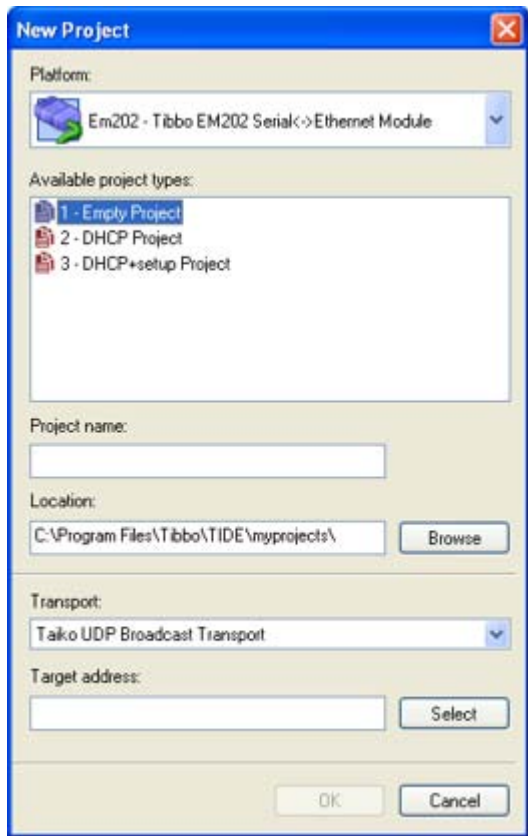 New Project
Platform:
Em202 - Tibbo EM202 Serial<->Ethernet Module
Available project types:
1 - Empty Project
2 - DHCP Project
3 - DHCP+setup Project
Project name:
Location:
C:\Program Files\Tibbo\TIDE\myprojects\
Browse
Transport:
Taiko UDP Broadcast Transport
Target address:
Select
OK
Cancel